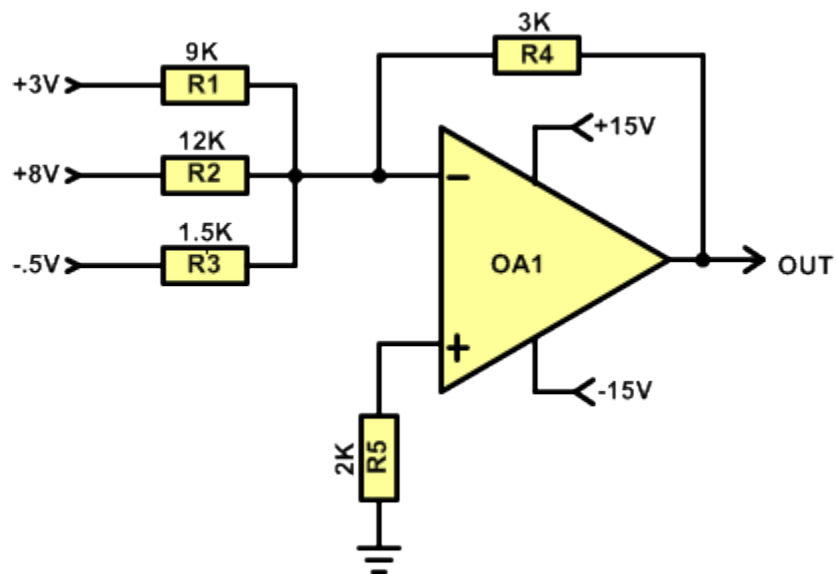 9K
+3V
R1
12K
+8V
R2
1.5K
-.5V
R3
3K
R4
+15V
-
OA1
+
OUT
-15V
2K
R5